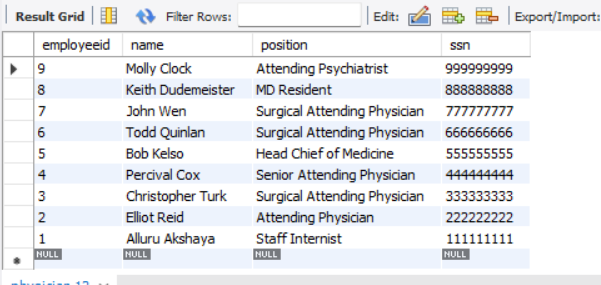 Result Grid Filter Rows: Edit: Export/Import:
employeeid name position ssn
9 Molly Clock Attending Psychiatrist 999999999
8 Keith Dudemeister MD Resident 888888888
7 John Wen Surgical Attending Physician 777777777
6 Todd Quinlan Surgical Attending Physician 666666666
5 Bob Kelso Head Chief of Medicine 555555555
4 Percival Cox Senior Attending Physician 444444444
3 Christopher Turk Surgical Attending Physician 333333333
2 Elliot Reid Attending Physician 222222222
1 Alluru Akshaya Staff Internist 111111111
NULL NULL NULL NULL